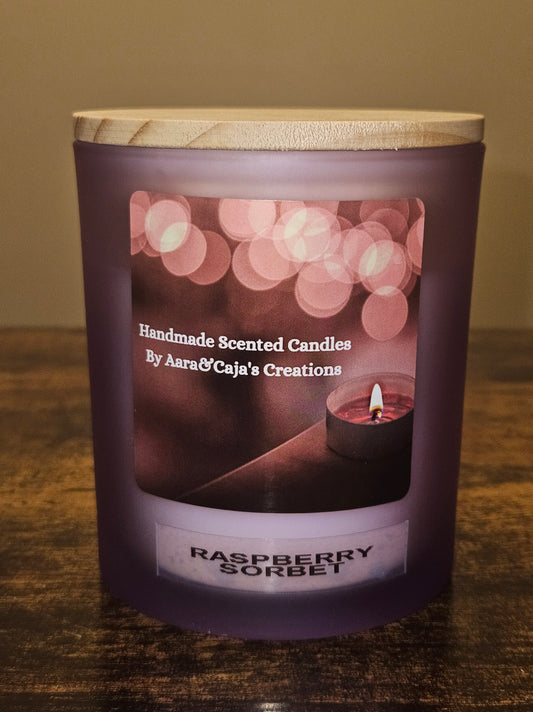 Handmade Scented Candles
By Aara&Caja's Creations
RASPBERRY
SORBET